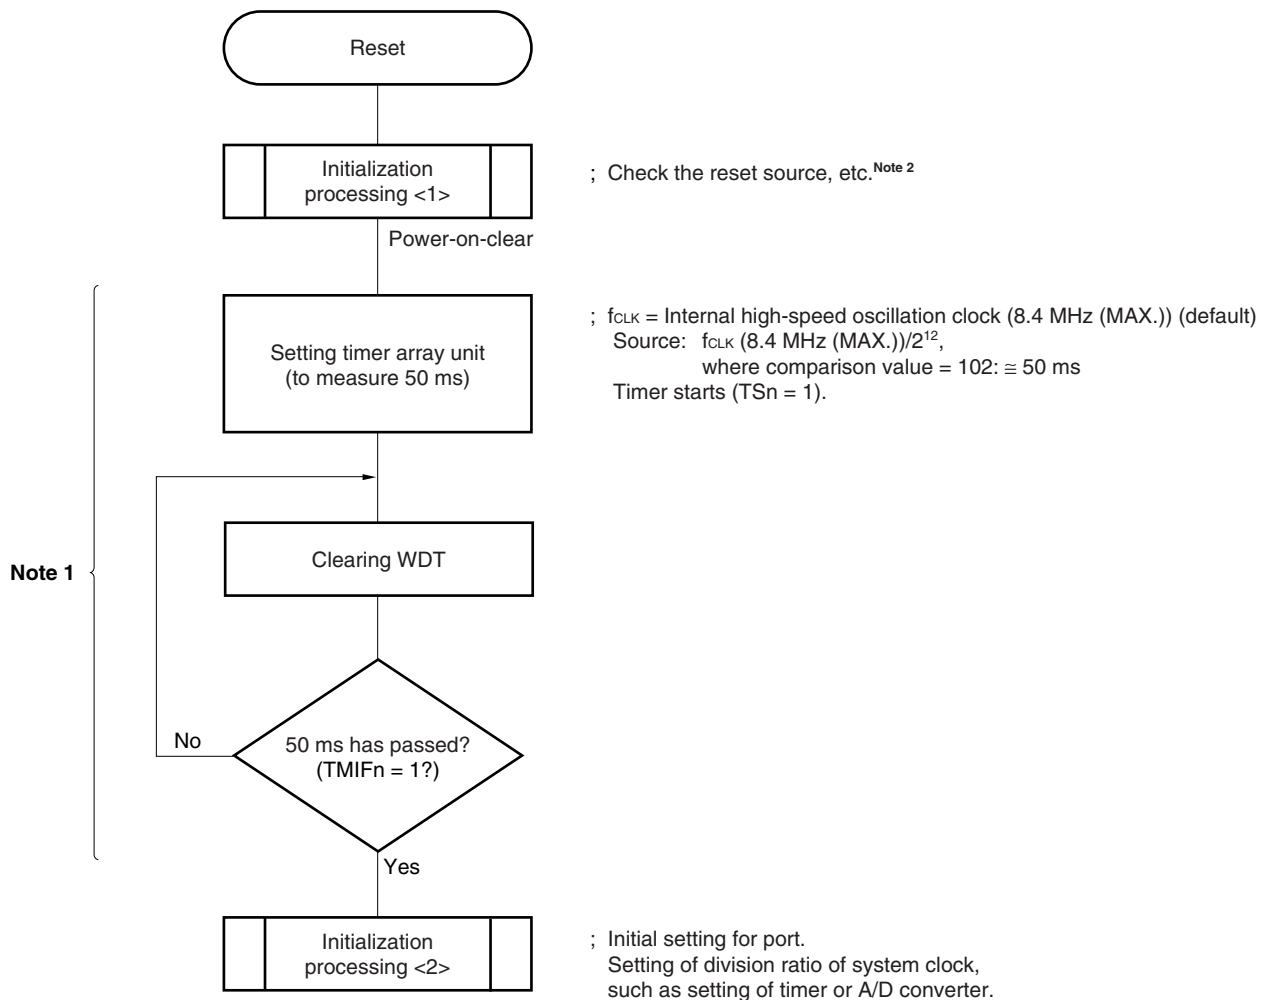 Reset
Initialization
processing <1>
; Check the reset source, etc.Note 2
Power-on-clear
Setting timer array unit
(to measure 50 ms)
; fCLK = Internal high-speed oscillation clock (8.4 MHz (MAX.)) (default)
Source: fCLK (8.4 MHz (MAX.))/2¹²,
where comparison value = 102: ≅ 50 ms
Timer starts (TSn = 1).
Clearing WDT
Note 1
No
50 ms has passed?
(TMIFn = 1?)
Yes
Initialization
processing <2>
; Initial setting for port.
Setting of division ratio of system clock,
such as setting of timer or A/D converter.